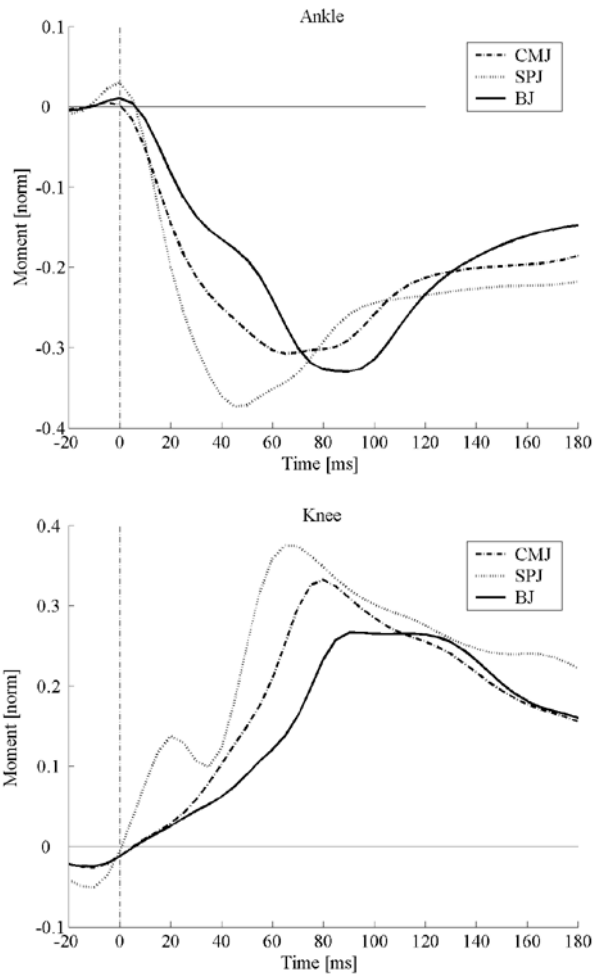 Ankle
0.1
0
-0.1
-0.2
-0.3
-0.4
Moment [norm]
CMJ
SPJ
BJ
-20 0 20 40 60 80 100 120 140 160 180
Time [ms]
Knee
0.4
0.3
0.2
0.1
0
-0.1
Moment [norm]
CMJ
SPJ
BJ
-20 0 20 40 60 80 100 120 140 160 180
Time [ms]